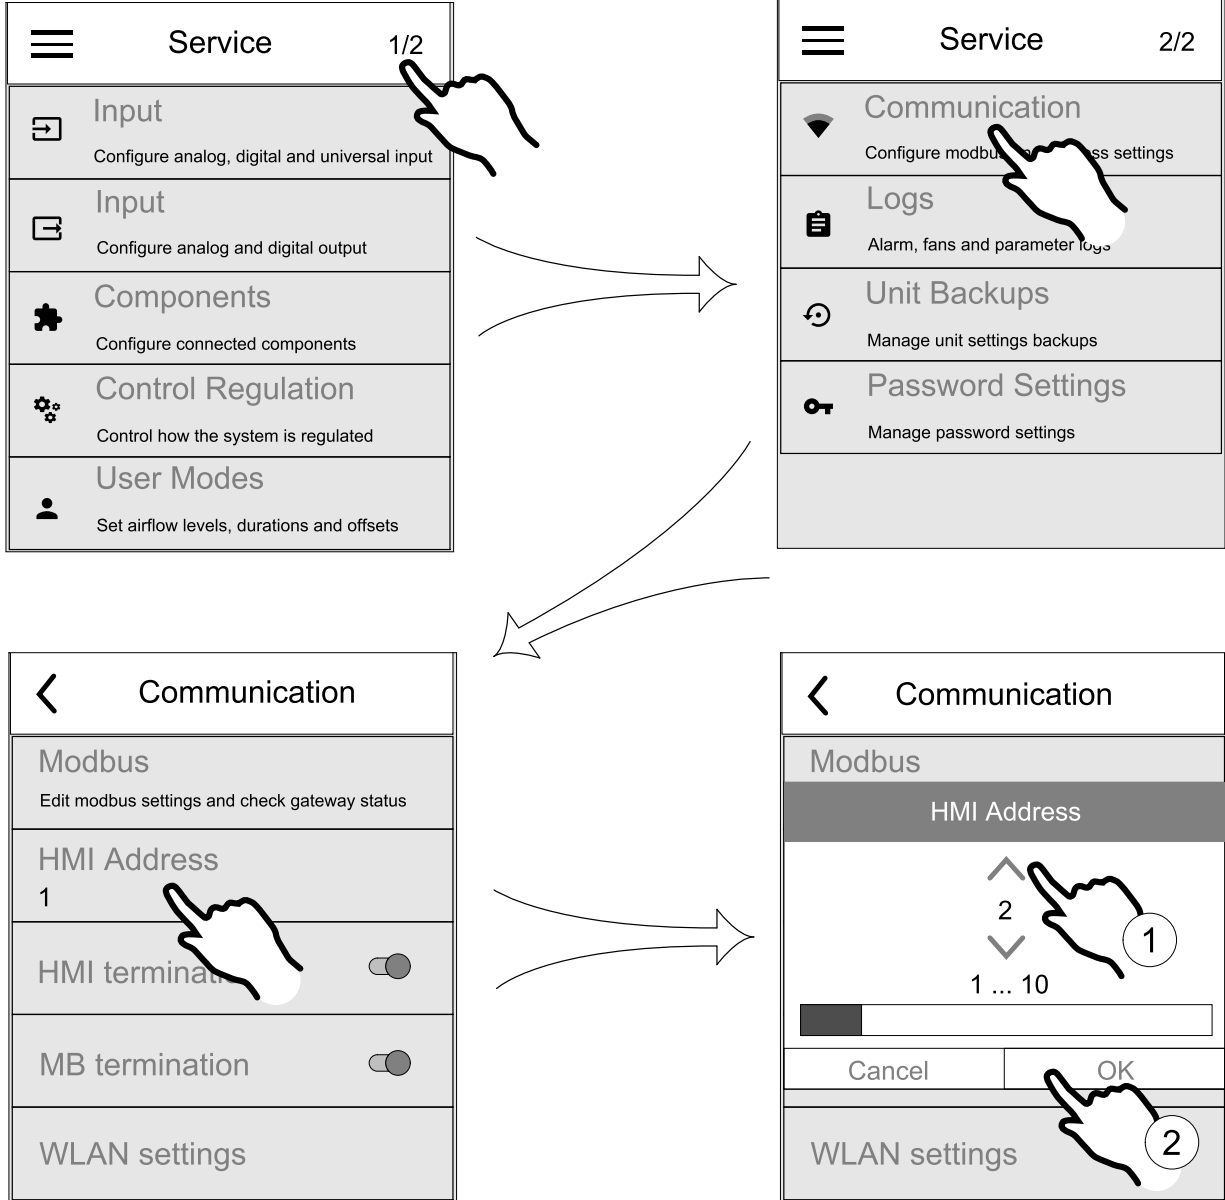 Service
1/2
Input
Configure analog, digital and universal input
Input
Configure analog and digital output
Components
Configure connected components
Control Regulation
Control how the system is regulated
User Modes
Set airflow levels, durations and offsets
Service
2/2
Communication
Configure settings
Logs
Alarm, fans and parameter logs
Unit Backups
Manage unit settings backups
Password Settings
Manage password settings
Communication
Modbus
Edit modbus settings and check gateway status
HMI Address
1
HMI
MB termination
WLAN settings
Communication
Modbus
HMI Address
2
1 ... 10
Cancel
OK
WLAN settings
1
2